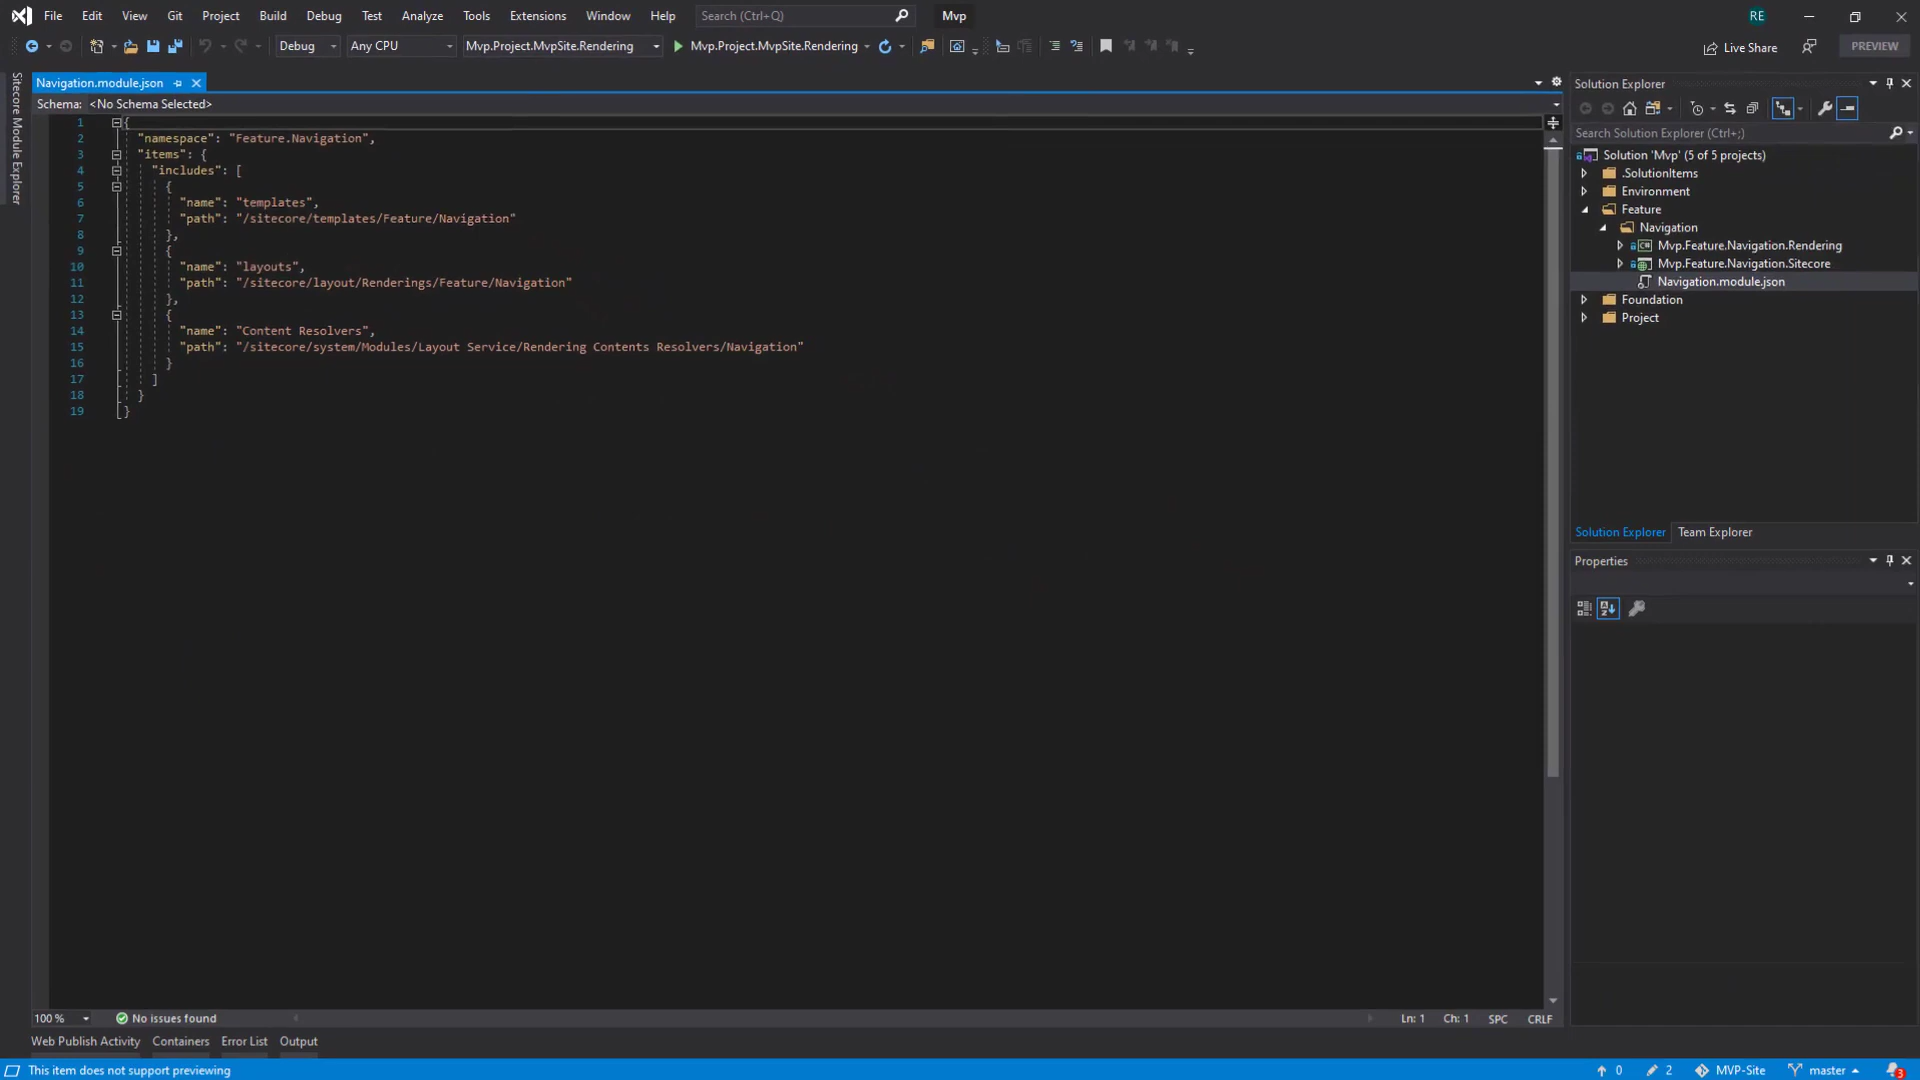 File Edit View Git Project Build Debug Test Analyze Tools Extensions Window Help Search (Ctrl+Q) Mvp RE
Debug Any CPU Mvp.Project.MvpSite.Rendering Mvp.Project.MvpSite.Rendering Live Share PREVIEW
Sitecore Module Explorer
Navigation.module.json
Schema: <No Schema Selected>
1 {
2 "namespace": "Feature.Navigation",
3 "items": {
4 "includes": [
5 {
6 "name": "templates",
7 "path": "/sitecore/templates/Feature/Navigation"
8 },
9 {
10 "name": "layouts",
11 "path": "/sitecore/layout/Renderings/Feature/Navigation"
12 },
13 {
14 "name": "Content Resolvers",
15 "path": "/sitecore/system/Modules/Layout Service/Rendering Contents Resolvers/Navigation"
16 }
17 ]
18 }
19 }
100 % No issues found Ln: 1 Ch: 1 SPC CRLF
Solution Explorer
Search Solution Explorer (Ctrl+;)
Solution 'Mvp' (5 of 5 projects)
.SolutionItems
Environment
Feature
Navigation
Mvp.Feature.Navigation.Rendering
Mvp.Feature.Navigation.Sitecore
Navigation.module.json
Foundation
Project
Solution Explorer Team Explorer
Properties
Web Publish Activity Containers Error List Output
This item does not support previewing 0 2 MVP-Site master 3